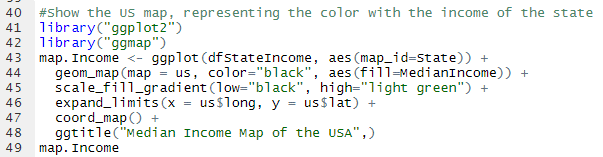 40 #Show the US map, representing the color with the income of the state
41 library("ggplot2")
42 library("ggmap")
43 map.Income <- ggplot(dfStateIncome, aes(map_id=State)) +
44   geom_map(map = us, color="black", aes(fill=MedianIncome)) +
45   scale_fill_gradient(low="black", high="light green") +
46   expand_limits(x = us$long, y = us$lat) +
47   coord_map() +
48   ggtitle("Median Income Map of the USA",)
49 map.Income